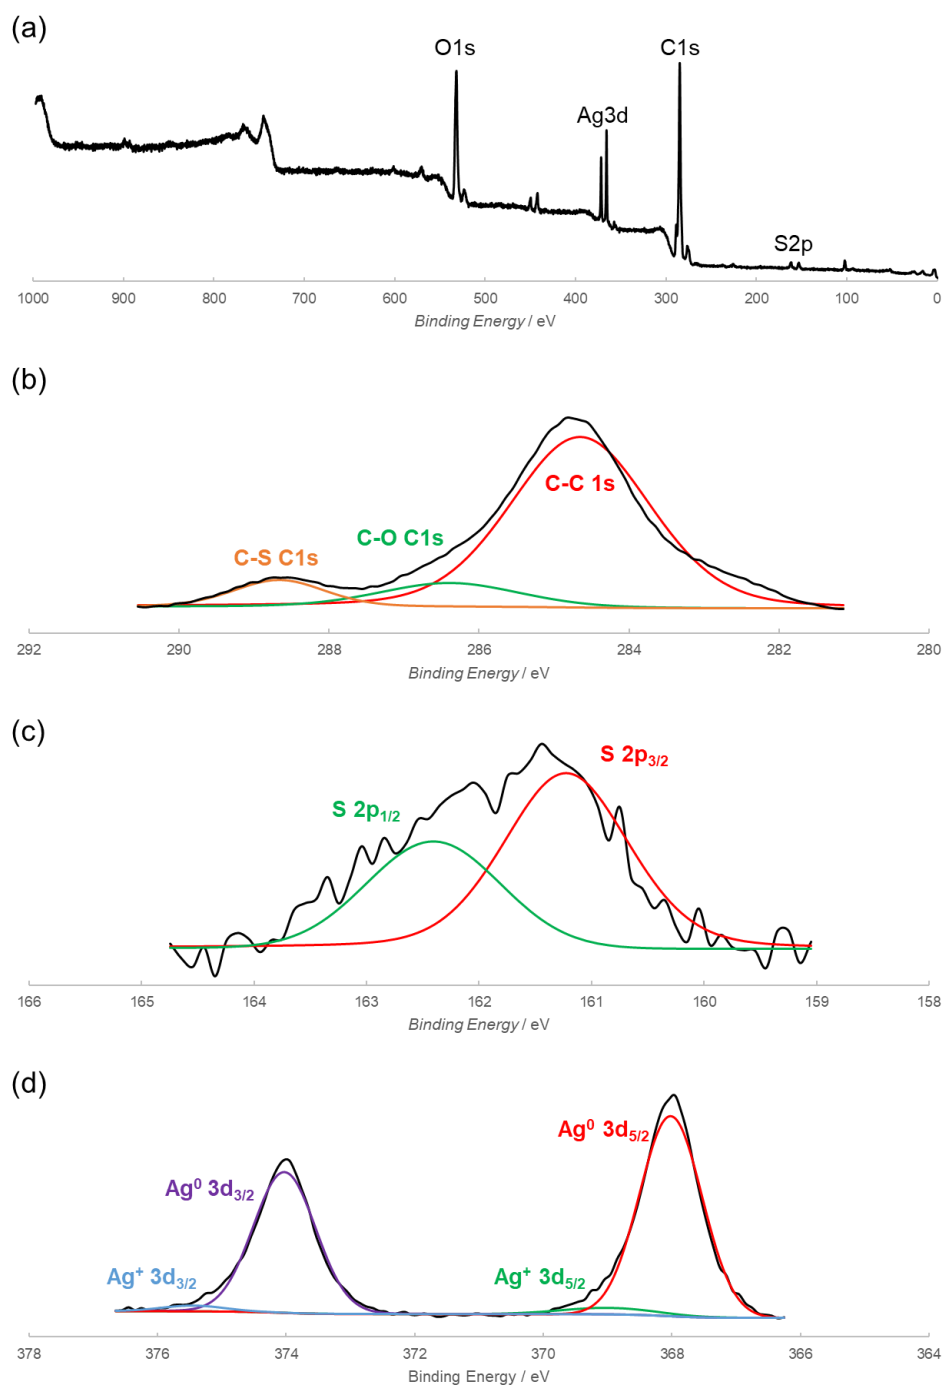 (a)
O1s
C1s
Ag3d
S2p
1000 900 800 700 600 500 400 300 200 100 0
Binding Energy / eV
(b)
C-C 1s
C-O C1s
C-S C1s
292 290 288 286 284 282 280
Binding Energy / eV
(c)
S 2p3/2
S 2p1/2
166 165 164 163 162 161 160 159 158
Binding Energy / eV
(d)
Ag⁰ 3d5/2
Ag⁰ 3d3/2
Ag⁺ 3d3/2
Ag⁺ 3d5/2
378 376 374 372 370 368 366 364
Binding Energy / eV